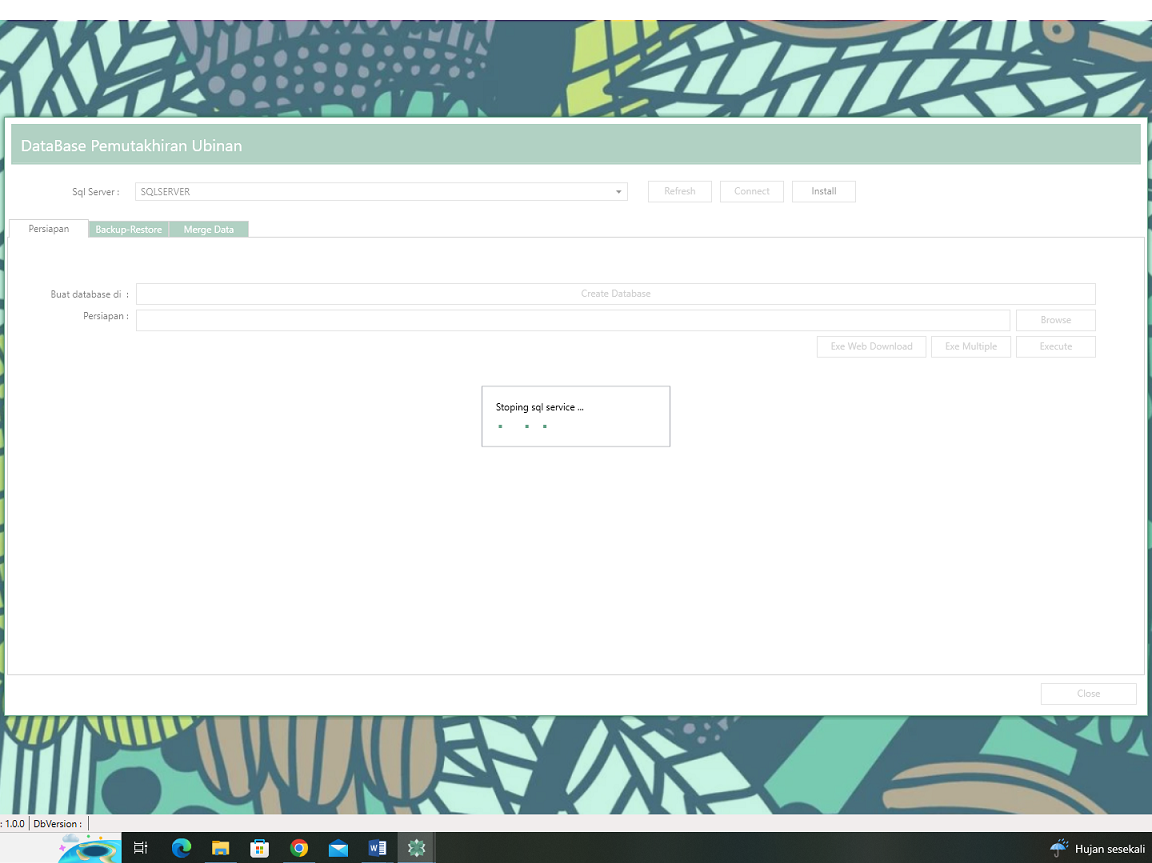 DataBase Pemutakhiran Ubinan
Sql Server : SQLSERVER Refresh Connect Install
Persiapan Backup-Restore Merge Data
Buat database di : Create Database
Persiapan : Browse
Exe Web Download Exe Multiple Execute
Stoping sql service ...
Close
: 1.0.0 DbVersion :
Hujan sesekali